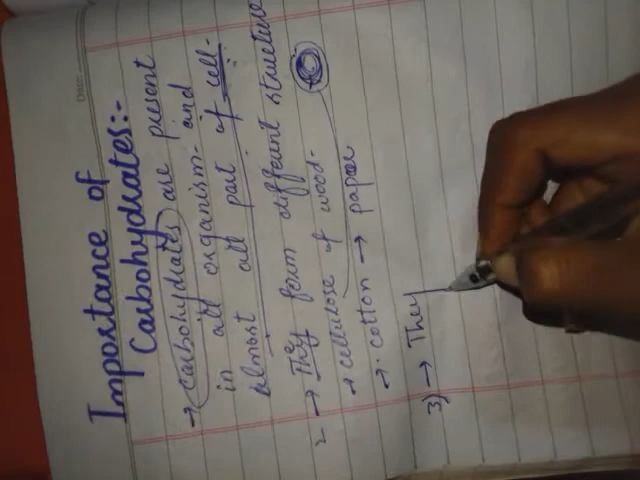 Date:
Importance of
Carbohydrates:-
→ Carbohydrates are present
in all organism. and
almost all part of cell.
2 → They form different structure
→ cellulose of wood.
→ cotton → paper
3) → They